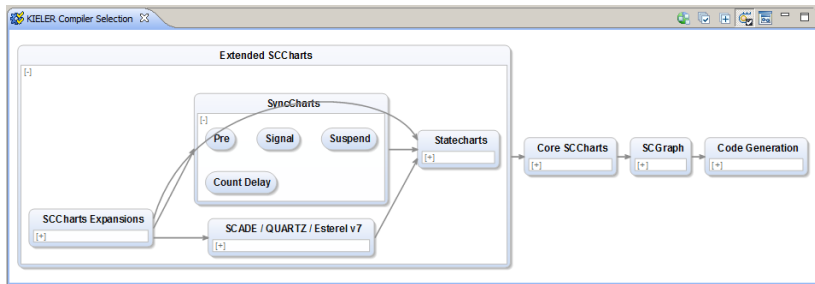 KIELER Compiler Selection
Extended SCCharts
[-]
SyncCharts
[-]
Pre
Signal
Suspend
Count Delay
Statecharts
[+]
Core SCCharts
[+]
SCGraph
[+]
Code Generation
[+]
SCCharts Expansions
[+]
SCADE / QUARTZ / Esterel v7
[+]